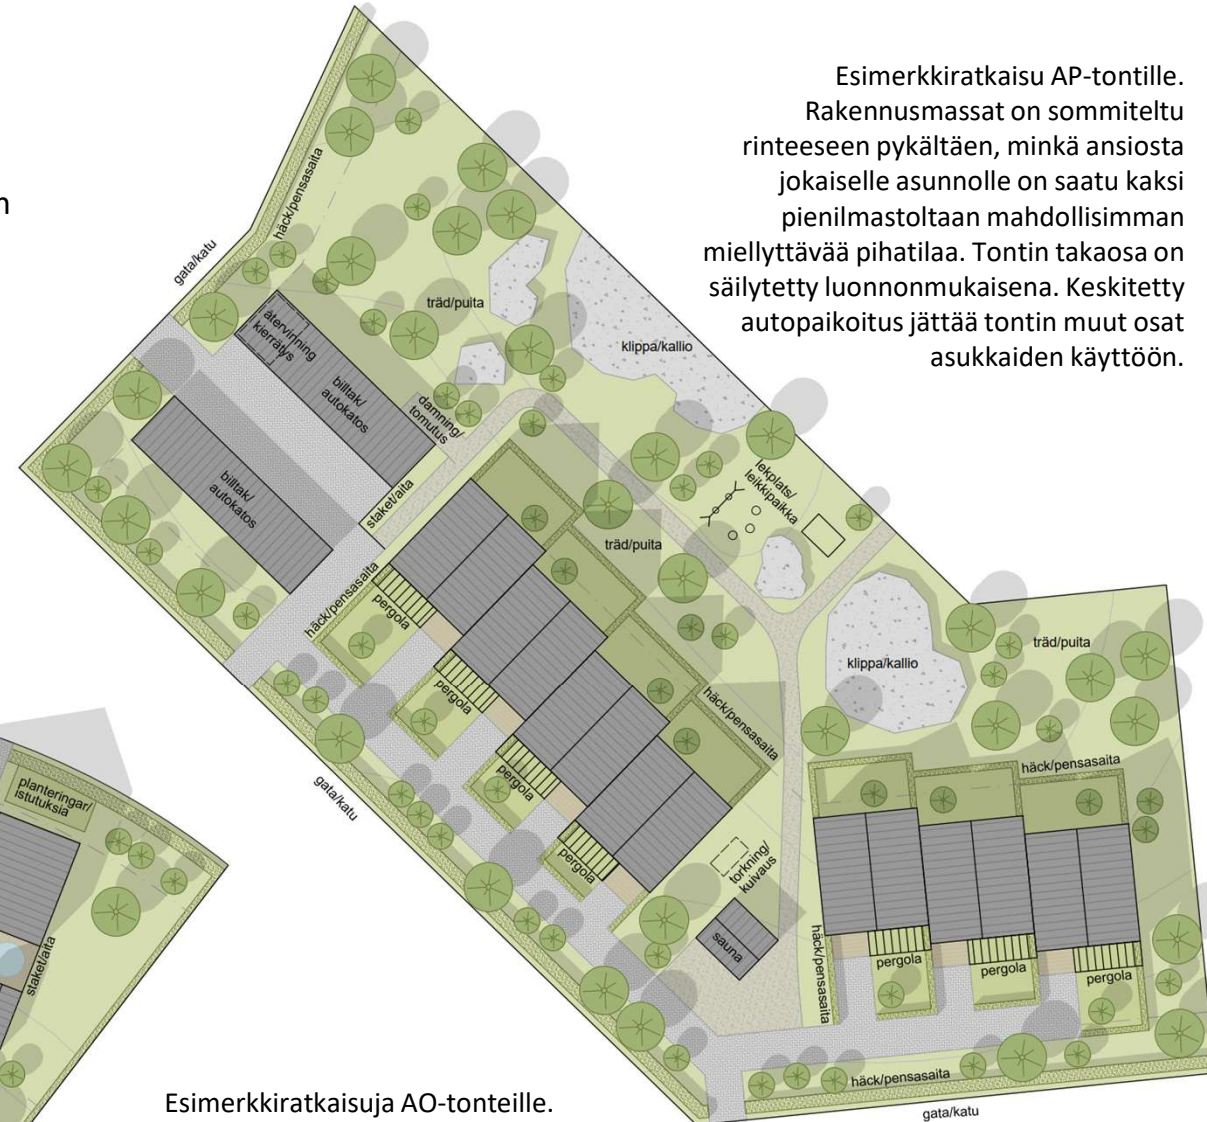 Esimerkkiratkaisu AP-tontille.
Rakennusmassat on sommiteltu
rinteeseen pykältäen, minkä ansiosta
jokaiselle asunnolle on saatu kaksi
pienilmastoltaan mahdollisimman
miellyttävää pihatilaa. Tontin takaosa on
säilytetty luonnonmukaisena. Keskitetty
autopaikoitus jättää tontin muut osat
asukkaiden käyttöön.
n
häck/pensasaita
gata/katu
träd/puita
återvinning
kierrätys
klippa/kallio
billtak/
autokatos
damning/
tomutus
billtak/
autokatos
staket/aita
lekplats/
leikkipaikka
träd/puita
häck/pensasaita
pergola
träd/puita
klippa/kallio
pergola
häck/pensasaita
häck/pensasaita
pergola
gata/katu
planteringar/
istutuksia
pergola
torkning/
kuivaus
sauna
staket/aita
häck/pensasaita
pergola
pergola
pergola
häck/pensasaita
gata/katu
Esimerkkiratkaisuja AO-tonteille.